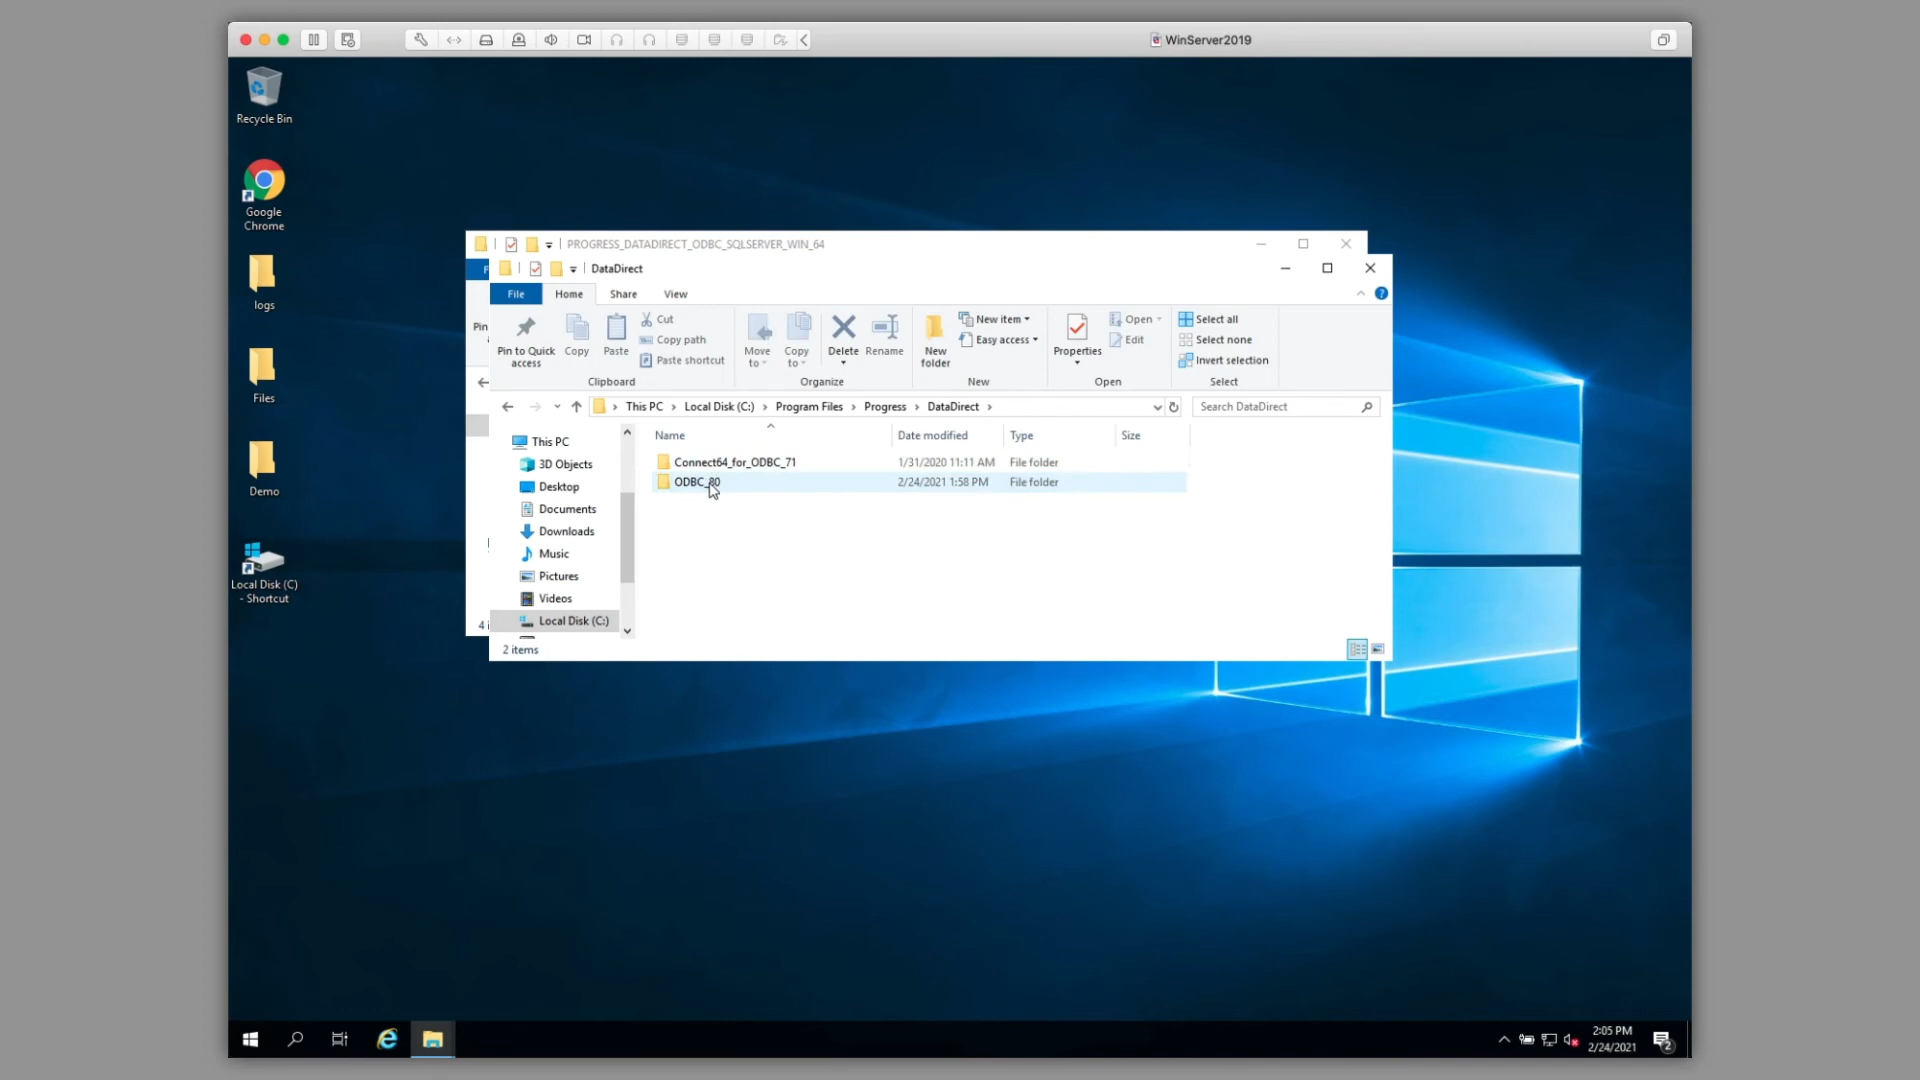 WinServer2019
Recycle Bin
Google
Chrome
logs
Files
Demo
Local Disk (C)
- Shortcut
PROGRESS_DATADIRECT_ODBC_SQLSERVER_WIN_64
DataDirect
File
Home
Share
View
Pin to Quick
access
Copy
Paste
Cut
Copy path
Paste shortcut
Clipboard
Move
to
Copy
to
Delete
Rename
Organize
New
folder
New item
Easy access
New
Properties
Open
Edit
Open
Select all
Select none
Invert selection
Select
Pin
This PC > Local Disk (C:) > Program Files > Progress > DataDirect >
Search DataDirect
Name
Date modified
Type
Size
Connect64_for_ODBC_71 1/31/2020 11:11 AM File folder
ODBC_80 2/24/2021 1:58 PM File folder
This PC
3D Objects
Desktop
Documents
Downloads
Music
Pictures
Videos
Local Disk (C:)
2 items
2:05 PM
2/24/2021
2